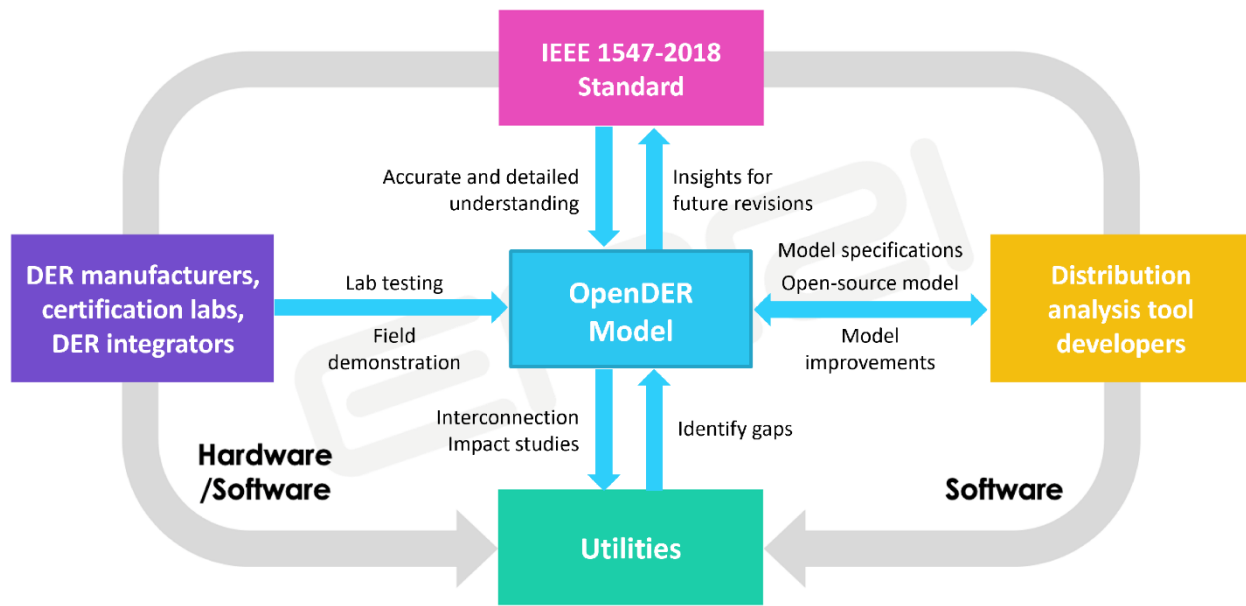 IEEE 1547-2018
Standard
Accurate and detailed
understanding
Insights for
future revisions
DER manufacturers,
certification labs,
DER integrators
Lab testing
Field
demonstration
OpenDER
Model
Model specifications
Open-source model
Model
improvements
Distribution
analysis tool
developers
Interconnection
Impact studies
Identify gaps
Hardware
/Software
Software
Utilities
EPRI